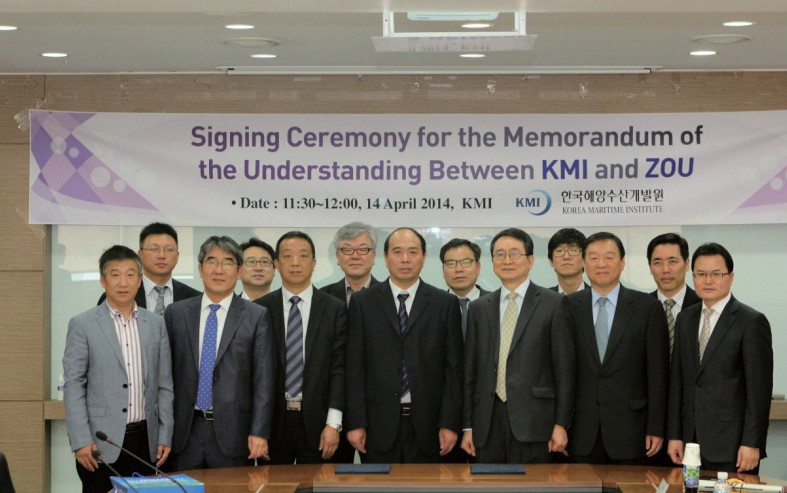 Signing Ceremony for the Memorandum of
the Understanding Between KMI and ZOU
• Date : 11:30~12:00, 14 April 2014, KMI
KMI 한국해양수산개발원
KOREA MARITIME INSTITUTE